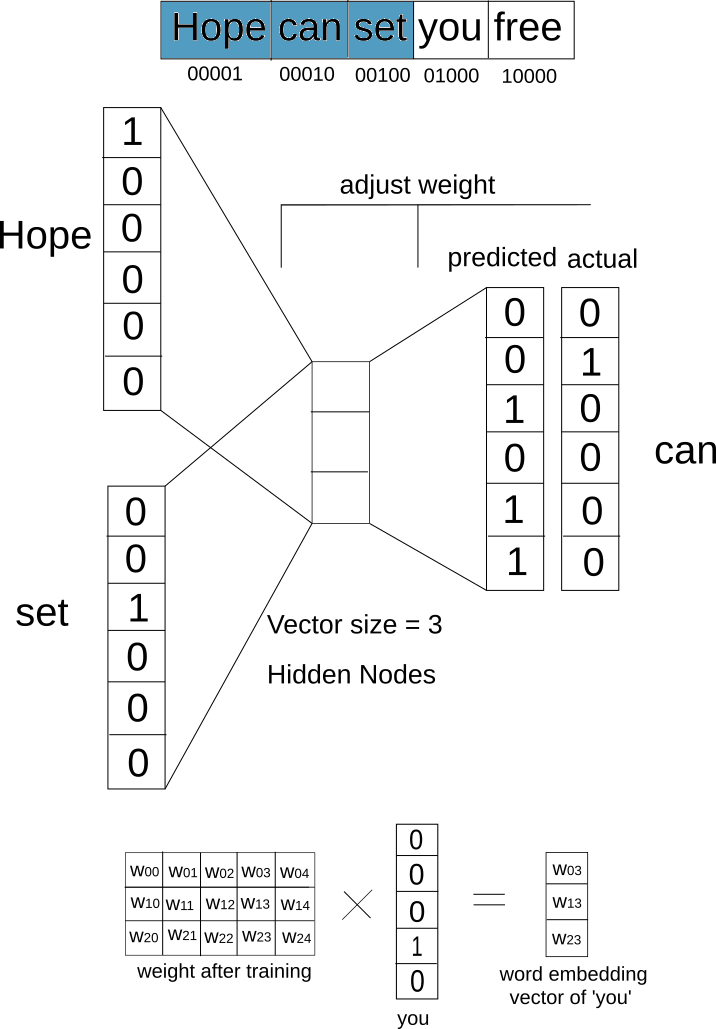 Hope can set you free
00001 00010 00100 01000 10000
1
0
0
0
0
0
Hope
adjust weight
predicted actual
0 0
0 1
1 0
0 0
1 0
1 0
can
0
0
1
0
0
0
set
Vector size = 3
Hidden Nodes
w00 w01 w02 w03 w04
w10 w11 w12 w13 w14
w20 w21 w22 w23 w24
weight after training
0
0
0
1
0
you
w03
w13
w23
word embedding
vector of 'you'